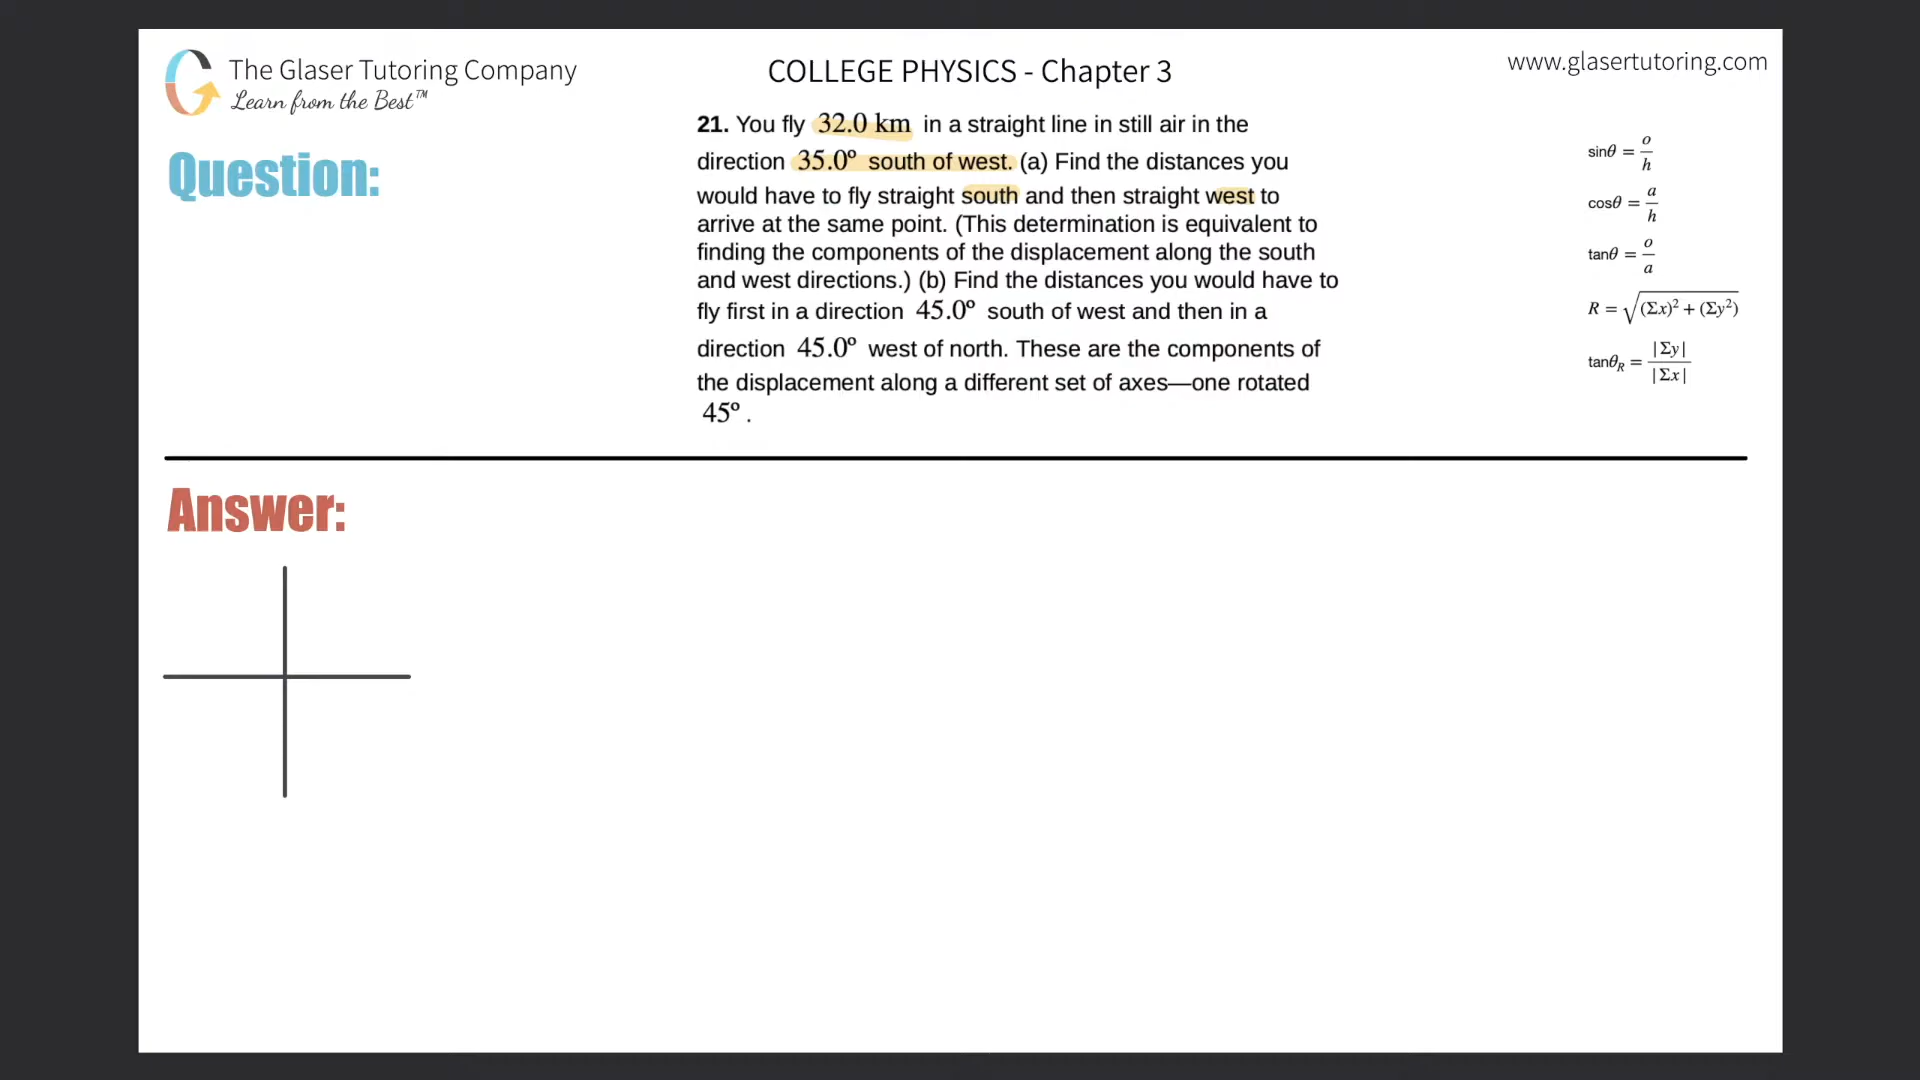 The Glaser Tutoring Company
Learn from the Best™
COLLEGE PHYSICS - Chapter 3
www.glasertutoring.com
Question:
21. You fly 32.0 km in a straight line in still air in the
direction 35.0º south of west. (a) Find the distances you
would have to fly straight south and then straight west to
arrive at the same point. (This determination is equivalent to
finding the components of the displacement along the south
and west directions.) (b) Find the distances you would have to
fly first in a direction 45.0º south of west and then in a
direction 45.0º west of north. These are the components of
the displacement along a different set of axes—one rotated
45º .
sinθ = o/h
cosθ = a/h
tanθ = o/a
R = √(Σx)² + (Σy²)
tanθR = |Σy| / |Σx|
Answer: